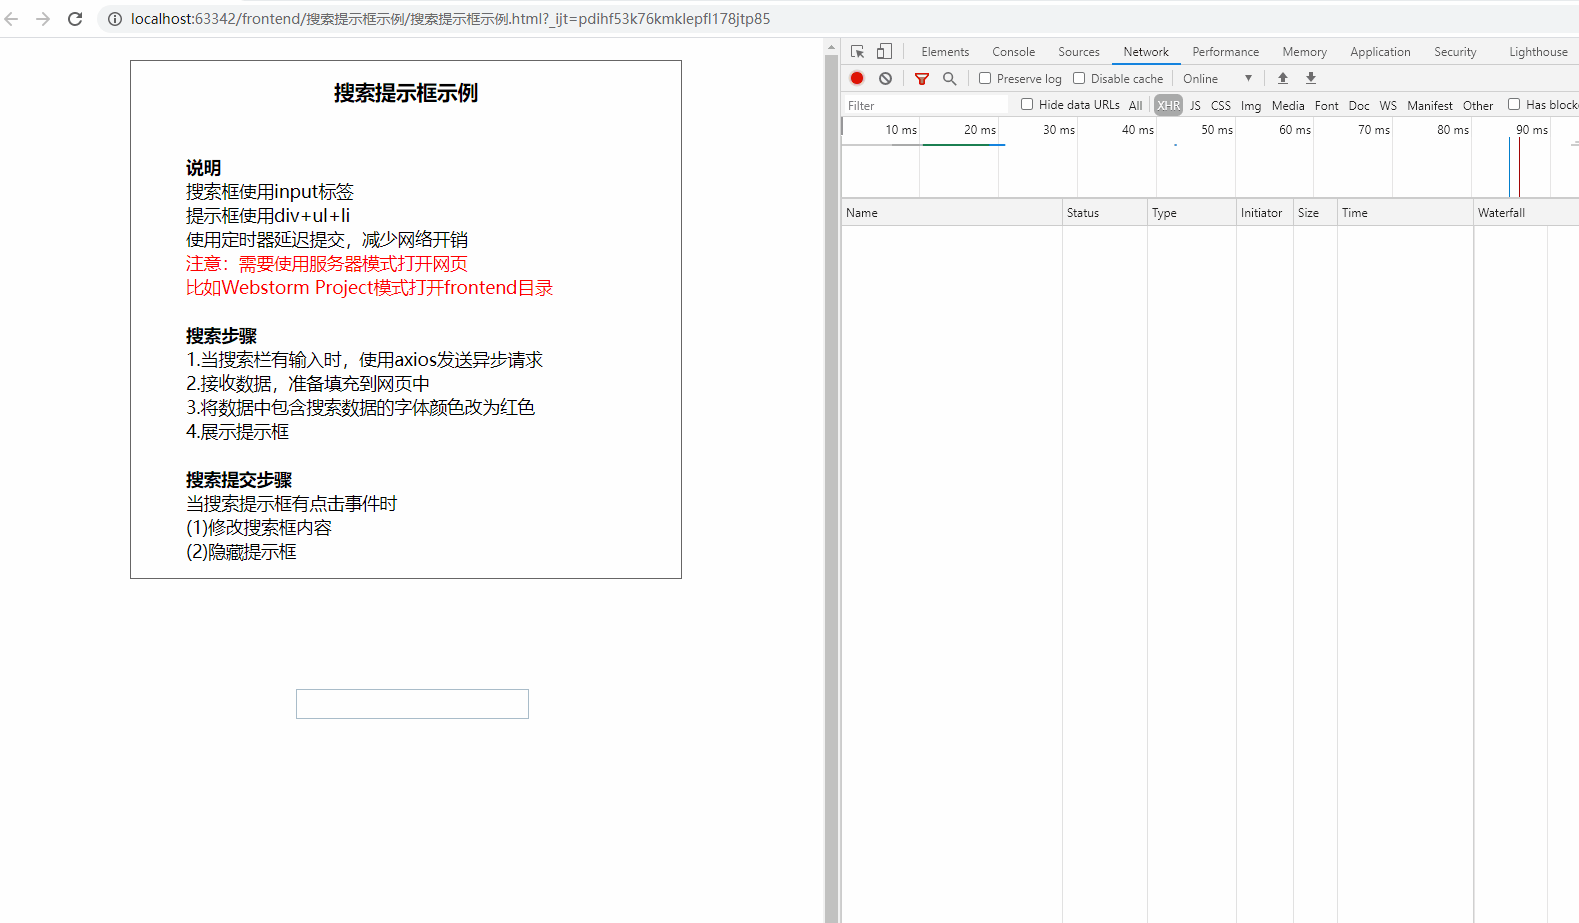 localhost:63342/frontend/搜索提示框示例/搜索提示框示例.html?_ijt=pdihf53k76kmklepfl178jtp85
搜索提示框示例
说明
搜索框使用input标签
提示框使用div+ul+li
使用定时器延迟提交，减少网络开销
注意：需要使用服务器模式打开网页
比如Webstorm Project模式打开frontend目录
搜索步骤
1.当搜索栏有输入时，使用axios发送异步请求
2.接收数据，准备填充到网页中
3.将数据中包含搜索数据的字体颜色改为红色
4.展示提示框
搜索提交步骤
当搜索提示框有点击事件时
(1)修改搜索框内容
(2)隐藏提示框
Elements Console Sources Network Performance Memory Application Security Lighthouse
Preserve log Disable cache Online
Filter Hide data URLs All XHR JS CSS Img Media Font Doc WS Manifest Other Has blocke
10 ms 20 ms 30 ms 40 ms 50 ms 60 ms 70 ms 80 ms 90 ms
Name Status Type Initiator Size Time Waterfall